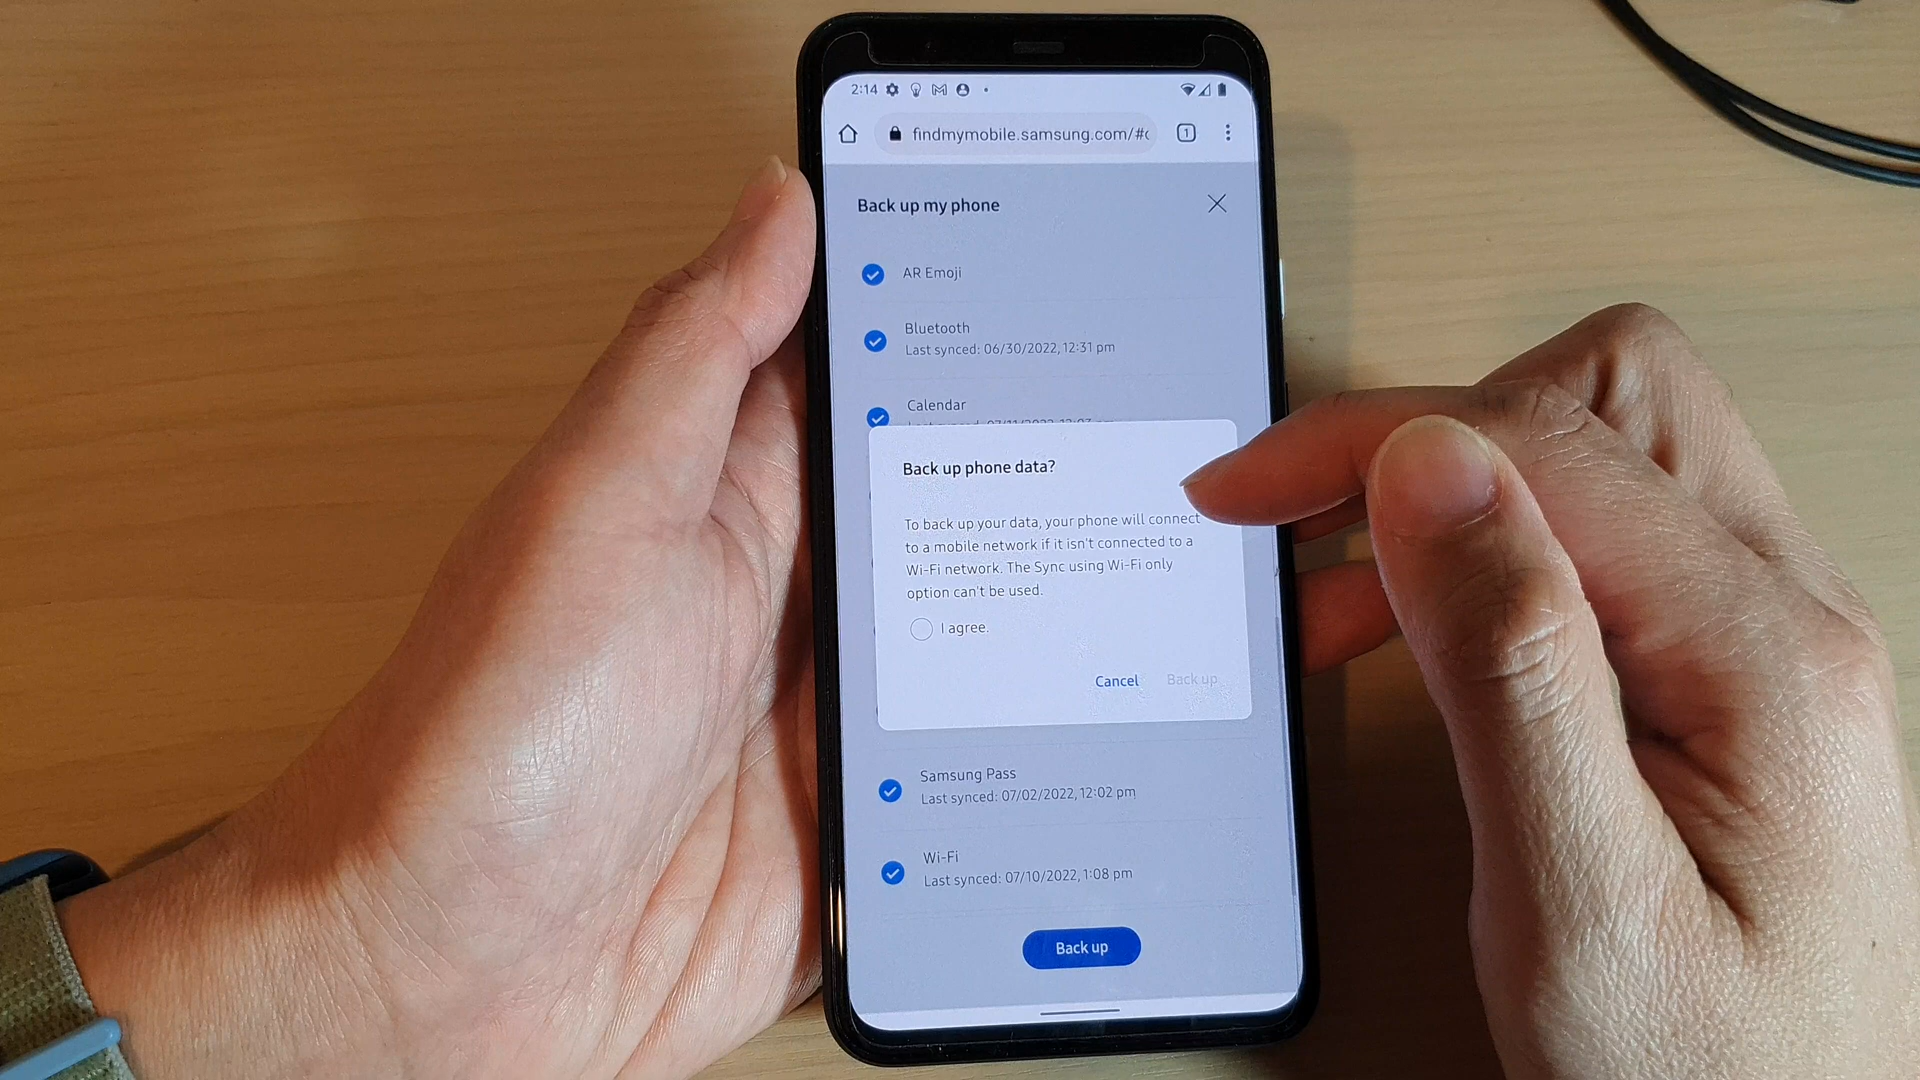 2:14
findmymobile.samsung.com/#
1
Back up my phone
AR Emoji
Bluetooth
Last synced: 06/30/2022, 12:31 pm
Calendar
Back up phone data?
To back up your data, your phone will connect
to a mobile network if it isn't connected to a
Wi-Fi network. The Sync using Wi-Fi only
option can't be used.
I agree.
Cancel Back up
Samsung Pass
Last synced: 07/02/2022, 12:02 pm
Wi-Fi
Last synced: 07/10/2022, 1:08 pm
Back up